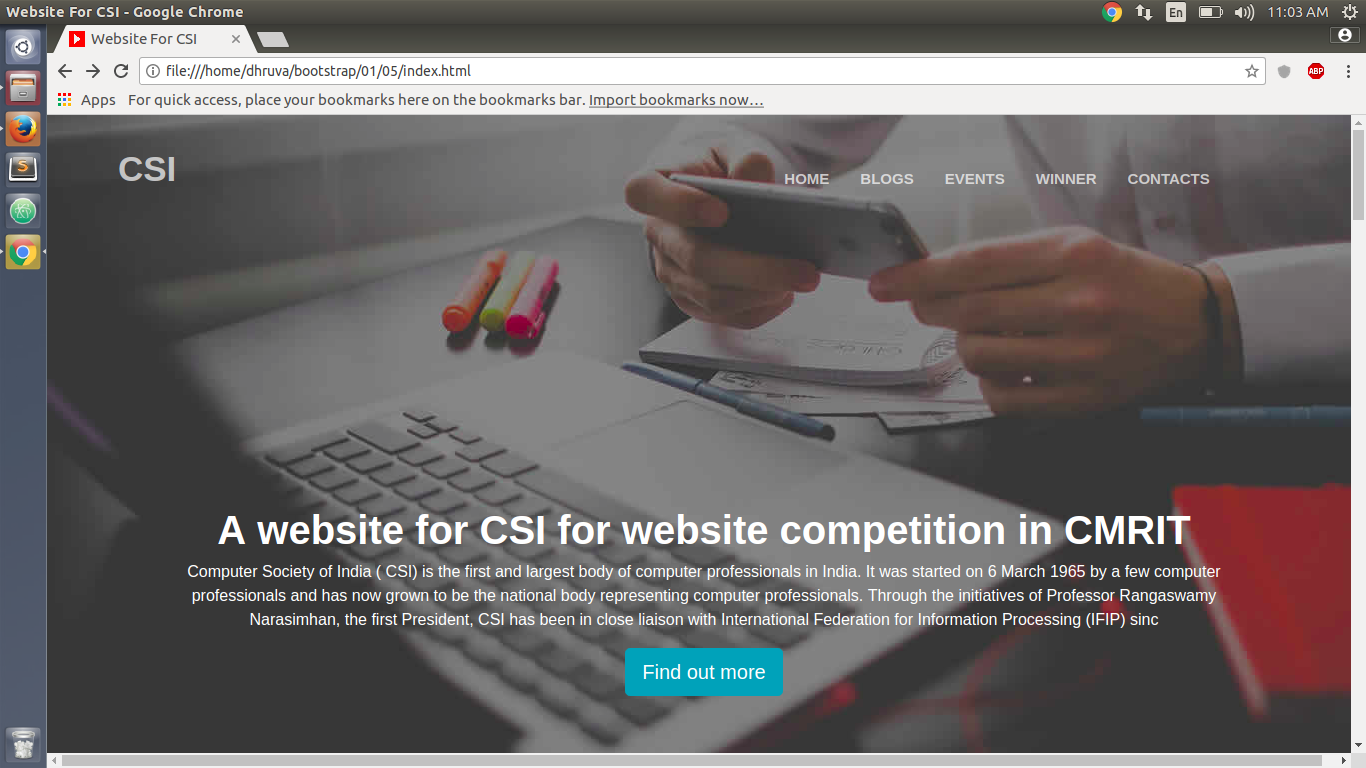 Website For CSI - Google Chrome
En
11:03 AM
Website For CSI
file:///home/dhruva/bootstrap/01/05/index.html
ABP
Apps For quick access, place your bookmarks here on the bookmarks bar. Import bookmarks now...
CSI
HOME BLOGS EVENTS WINNER CONTACTS
A website for CSI for website competition in CMRIT
Computer Society of India ( CSI) is the first and largest body of computer professionals in India. It was started on 6 March 1965 by a few computer
professionals and has now grown to be the national body representing computer professionals. Through the initiatives of Professor Rangaswamy
Narasimhan, the first President, CSI has been in close liaison with International Federation for Information Processing (IFIP) sinc
Find out more